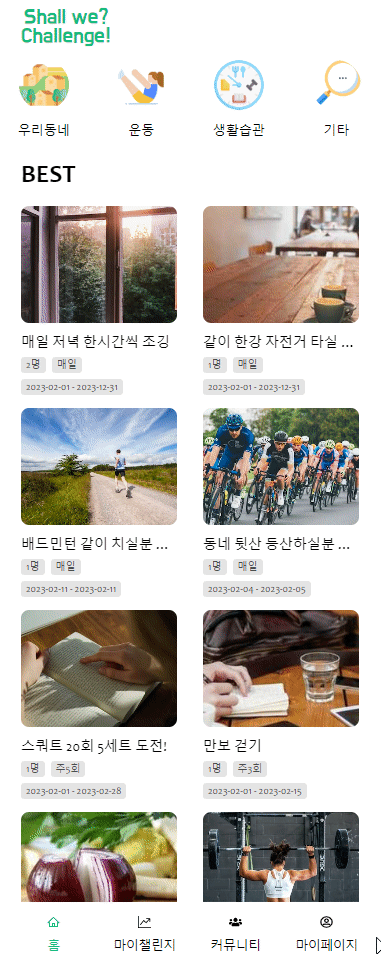 Shall we?
Challenge!
우리동네 운동 생활습관 기타
BEST
매일 저녁 한시간씩 조깅
2명 매일
2023-02-01 - 2023-12-31
같이 한강 자전거 타실 ...
1명 매일
2023-02-01 - 2023-12-31
배드민턴 같이 치실분 ...
1명 매일
2023-02-11 - 2023-02-11
동네 뒷산 등산하실분 ...
1명 매일
2023-02-04 - 2023-02-05
스쿼트 20회 5세트 도전!
1명 주5회
2023-02-01 - 2023-02-28
만보 걷기
1명 주3회
2023-02-01 - 2023-02-15
홈 마이챌린지 커뮤니티 마이페이지